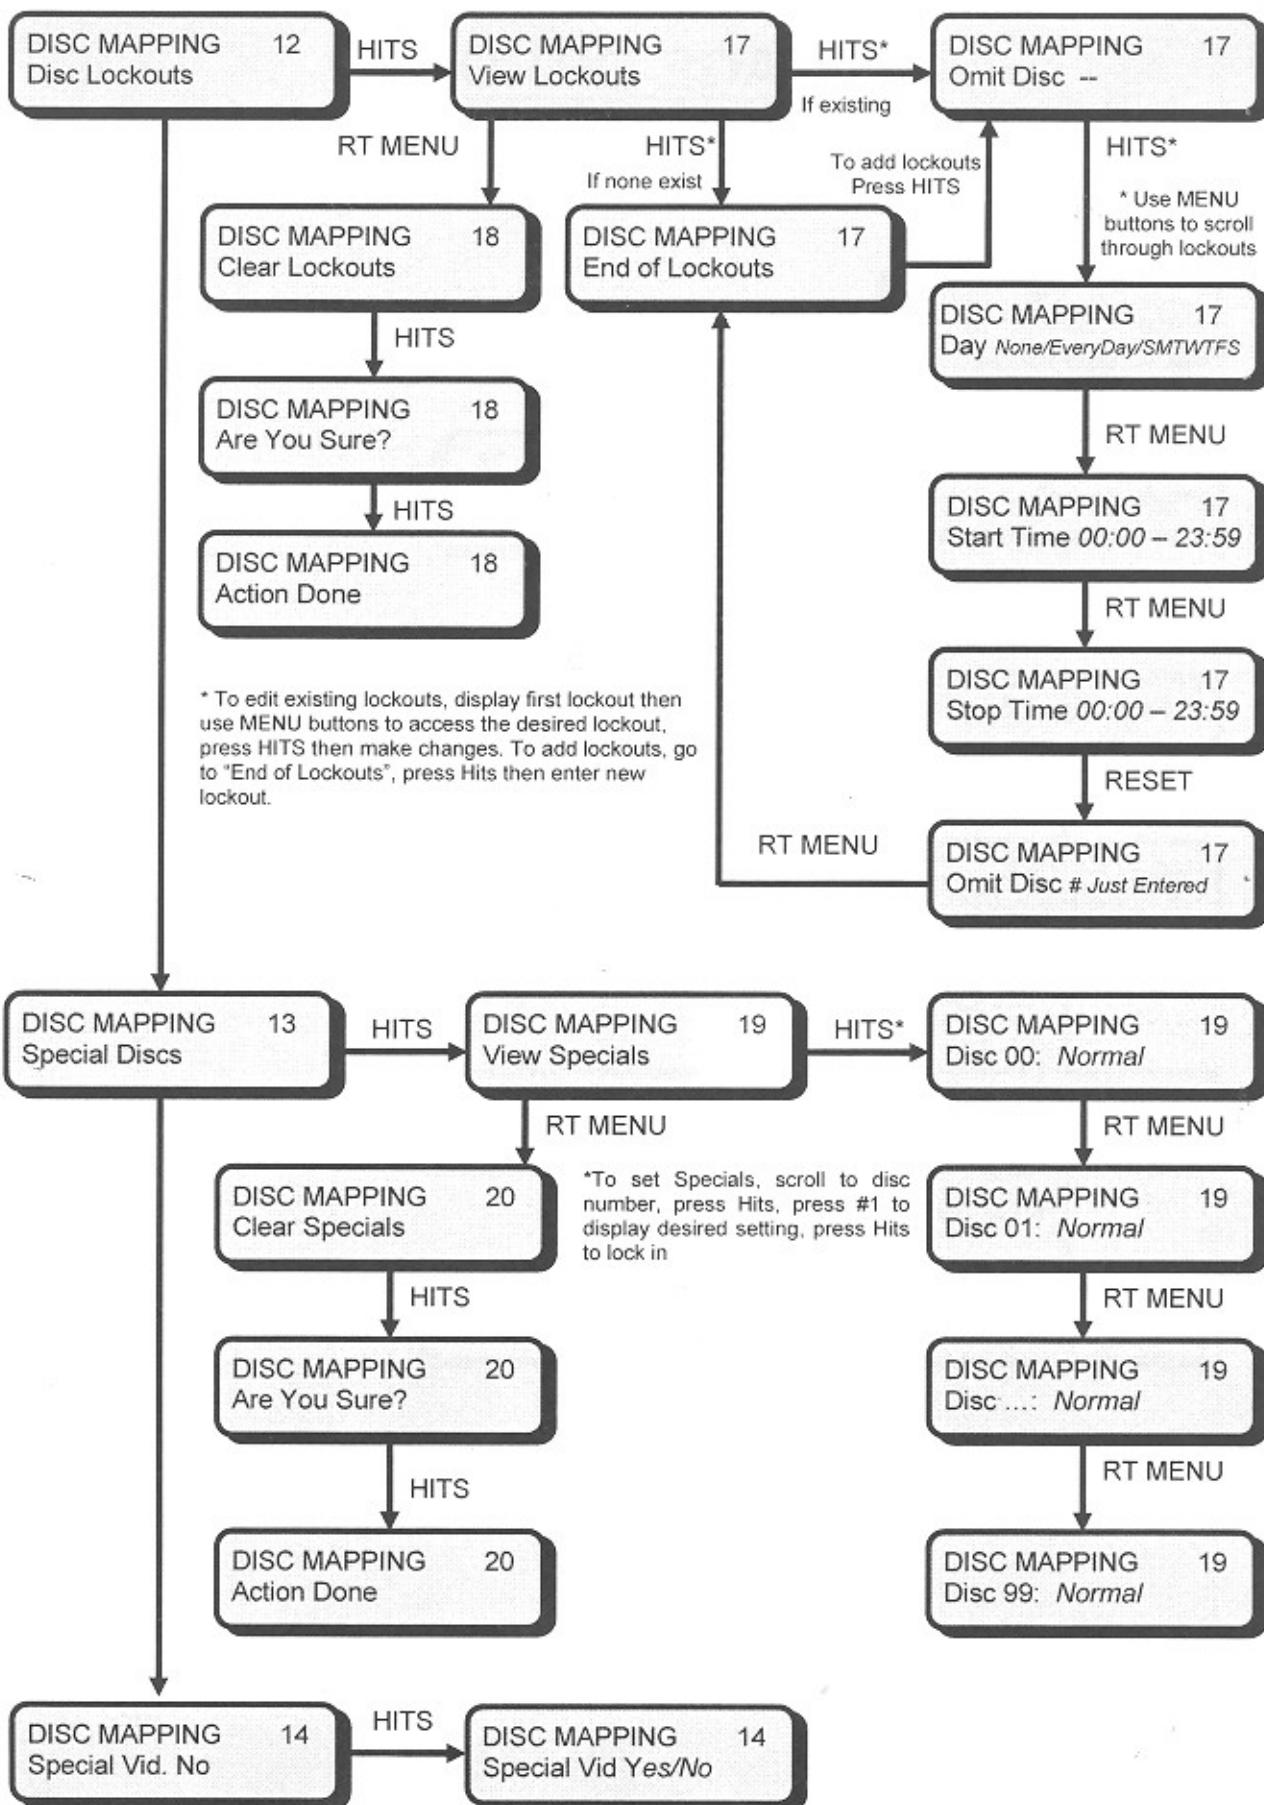 DISC MAPPING 12
Disc Lockouts
HITS
DISC MAPPING 17
View Lockouts
HITS*
If existing
DISC MAPPING 17
Omit Disc --
RT MENU
HITS*
If none exist
To add lockouts
Press HITS
HITS*
* Use MENU
buttons to scroll
through lockouts
DISC MAPPING 18
Clear Lockouts
DISC MAPPING 17
End of Lockouts
DISC MAPPING 17
Day None/EveryDay/SMTWTFS
HITS
DISC MAPPING 18
Are You Sure?
RT MENU
HITS
DISC MAPPING 17
Start Time 00:00 – 23:59
DISC MAPPING 18
Action Done
RT MENU
DISC MAPPING 17
Stop Time 00:00 – 23:59
* To edit existing lockouts, display first lockout then
use MENU buttons to access the desired lockout,
press HITS then make changes. To add lockouts, go
to “End of Lockouts”, press Hits then enter new
lockout.
RESET
RT MENU
DISC MAPPING 17
Omit Disc # Just Entered
DISC MAPPING 13
Special Discs
HITS
DISC MAPPING 19
View Specials
HITS*
DISC MAPPING 19
Disc 00: Normal
RT MENU
RT MENU
DISC MAPPING 20
Clear Specials
*To set Specials, scroll to disc
number, press Hits, press #1 to
display desired setting, press Hits
to lock in
DISC MAPPING 19
Disc 01: Normal
HITS
RT MENU
DISC MAPPING 20
Are You Sure?
DISC MAPPING 19
Disc ...: Normal
HITS
RT MENU
DISC MAPPING 20
Action Done
DISC MAPPING 19
Disc 99: Normal
DISC MAPPING 14
Special Vid. No
HITS
DISC MAPPING 14
Special Vid Yes/No